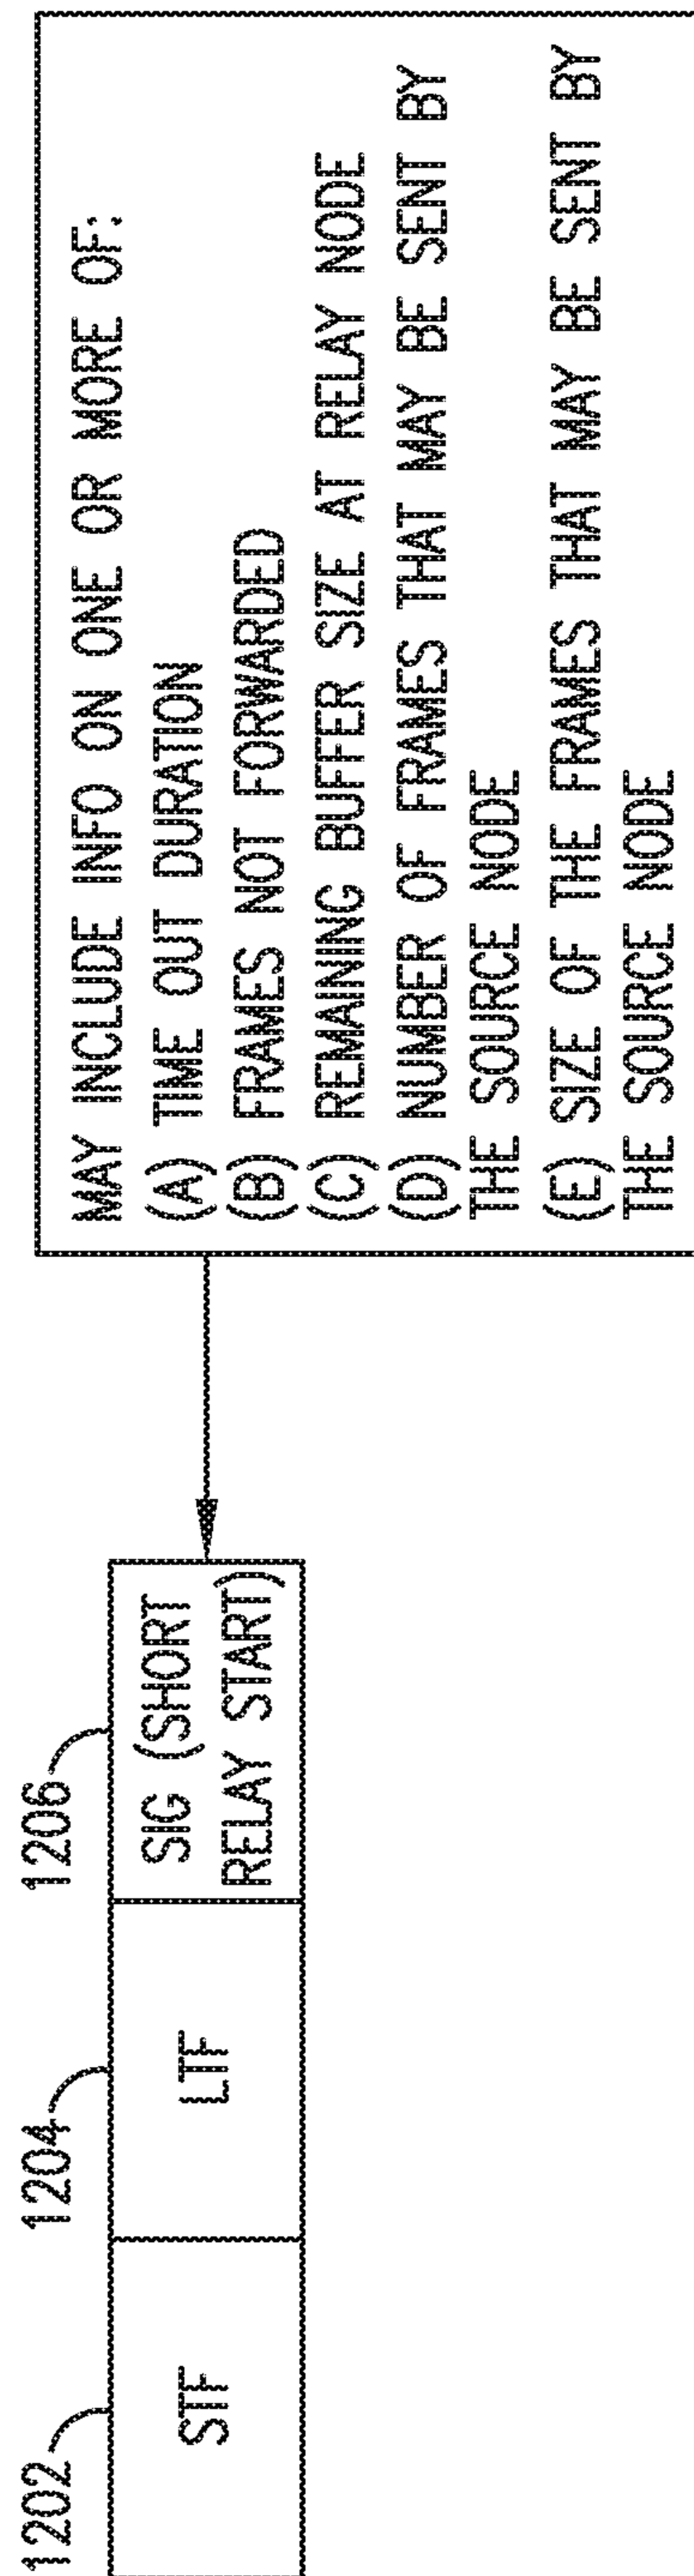 1202
1204
1206
STF
LTF
SIG (SHORT
RELAY START)
MAY INCLUDE INFO ON ONE OR MORE OF:
(A) TIME OUT DURATION
(B) FRAMES NOT FORWARDED
(C) REMAINING BUFFER SIZE AT RELAY NODE
(D) NUMBER OF FRAMES THAT MAY BE SENT BY
THE SOURCE NODE
(E) SIZE OF THE FRAMES THAT MAY BE SENT BY
THE SOURCE NODE